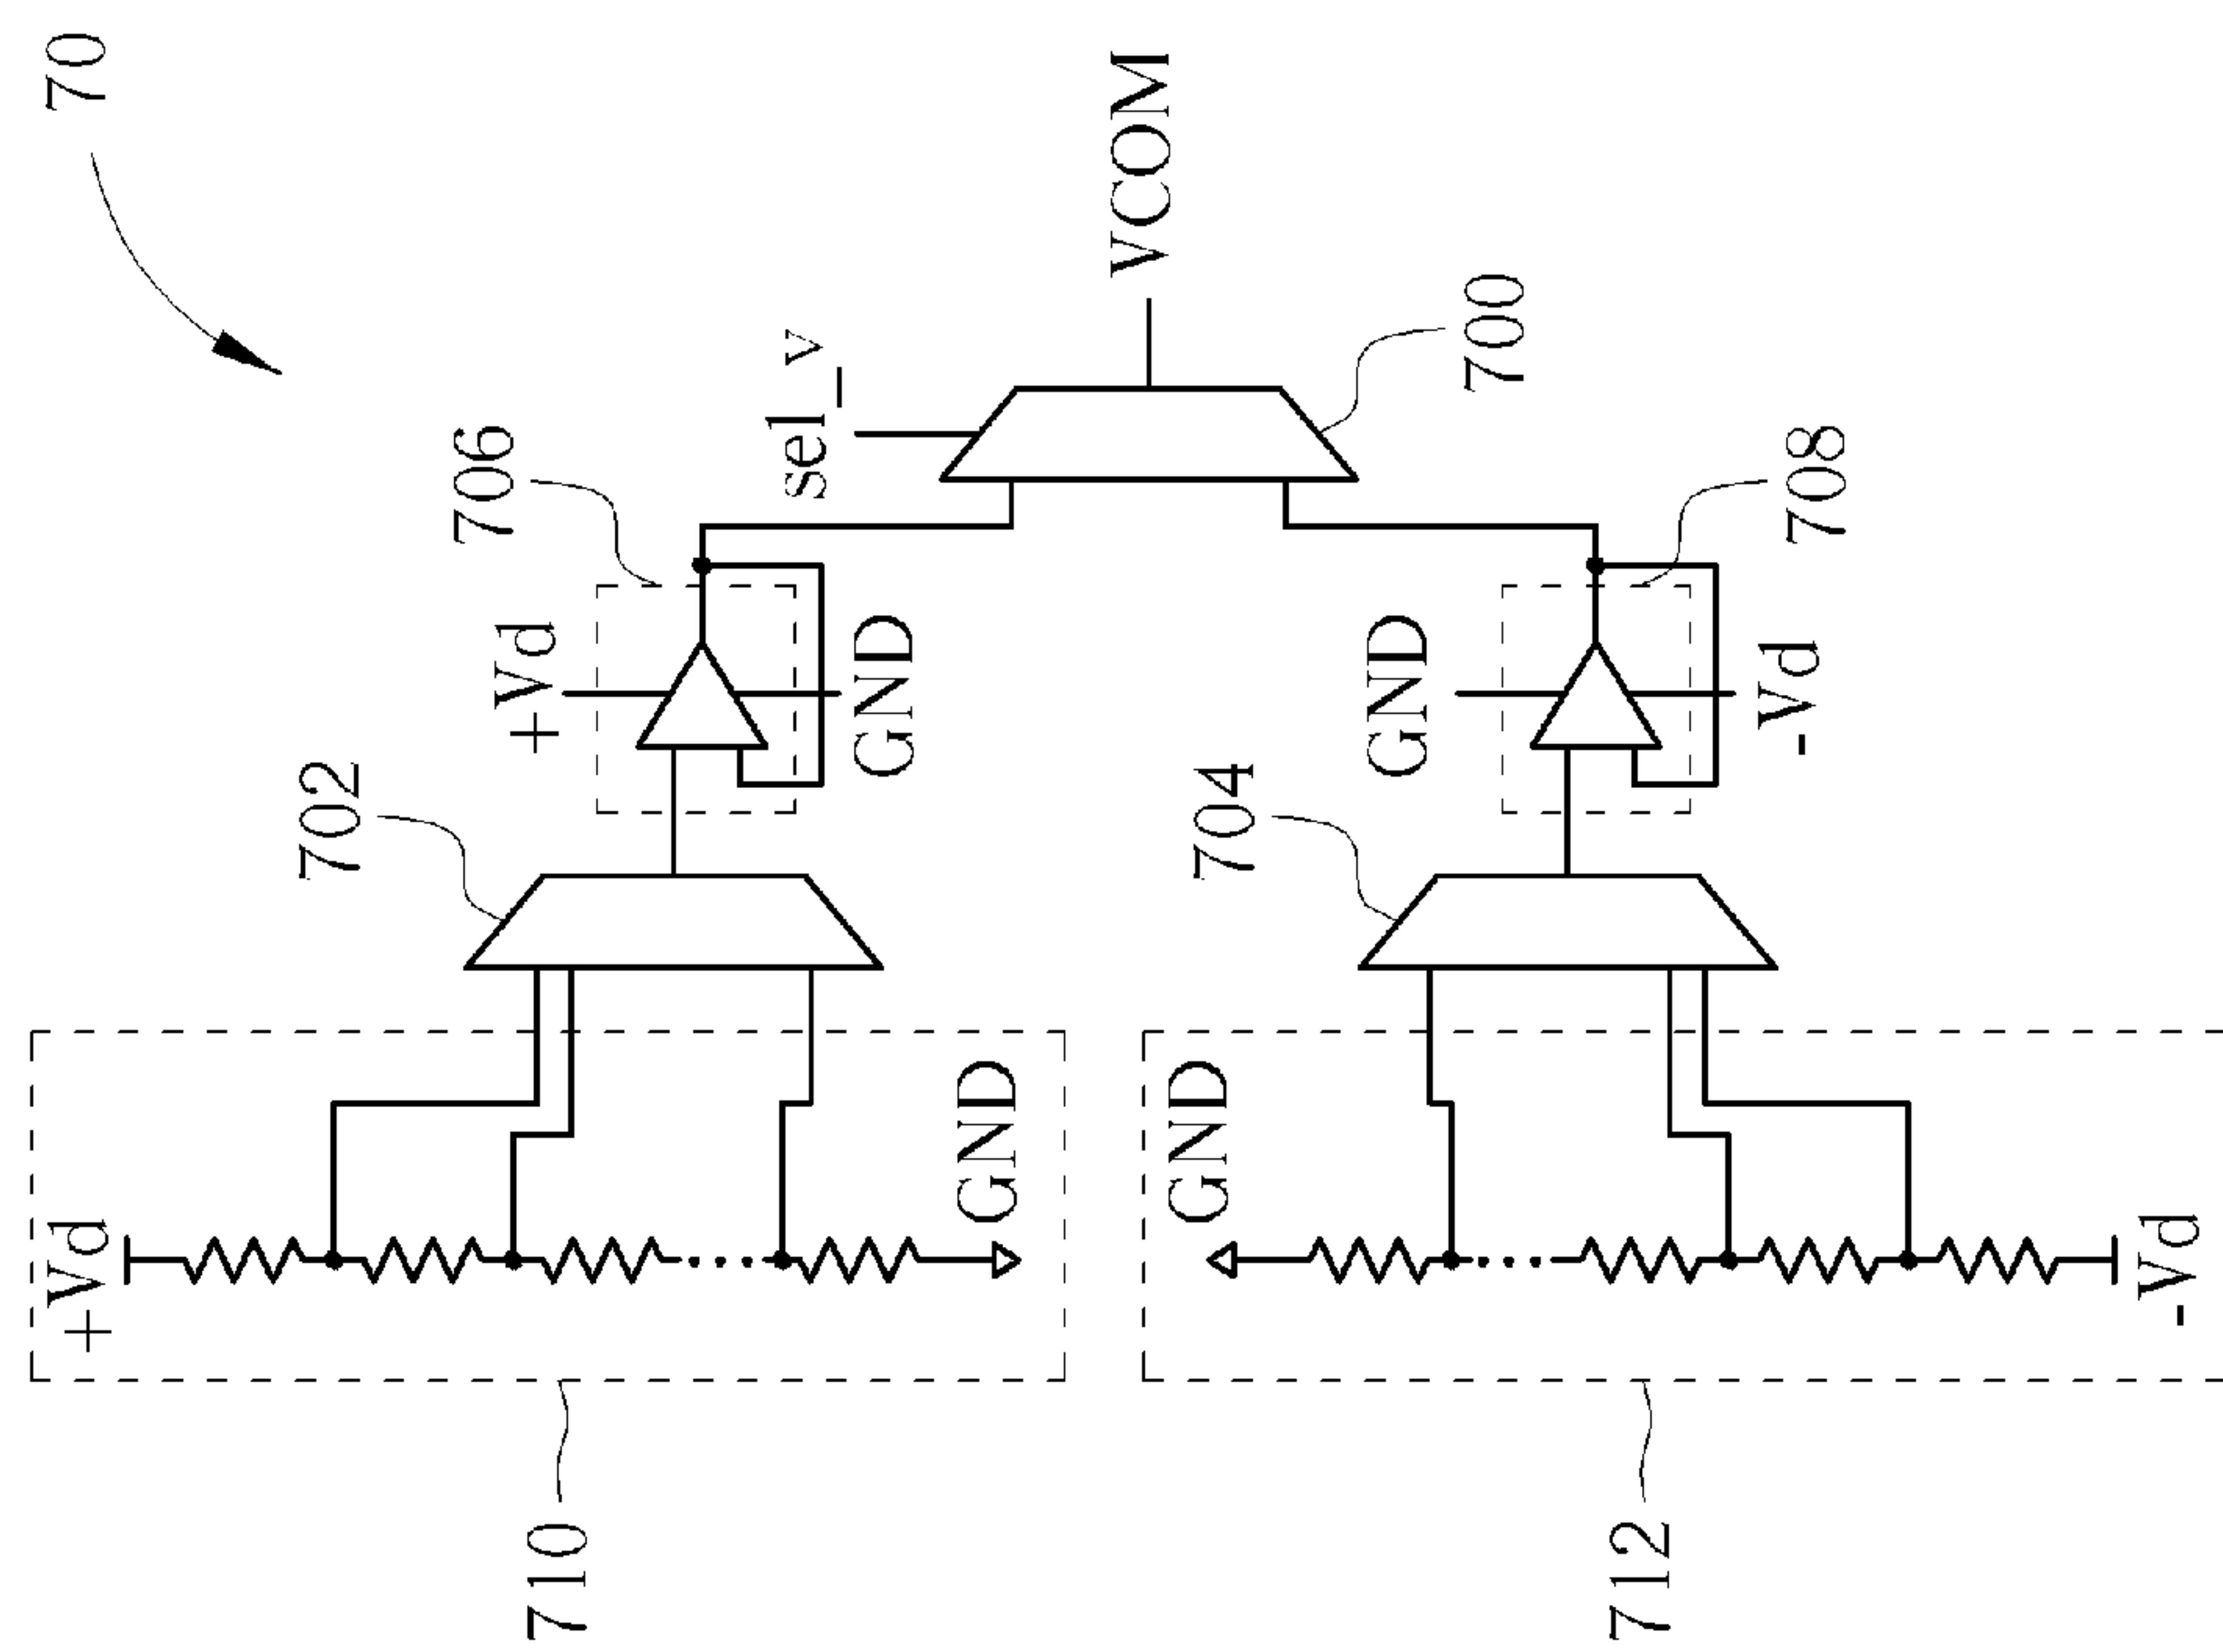 70
+Vd
GND
710
702
+Vd
GND
706
sel_v
VCOM
700
GND
-Vd
712
704
GND
-Vd
708